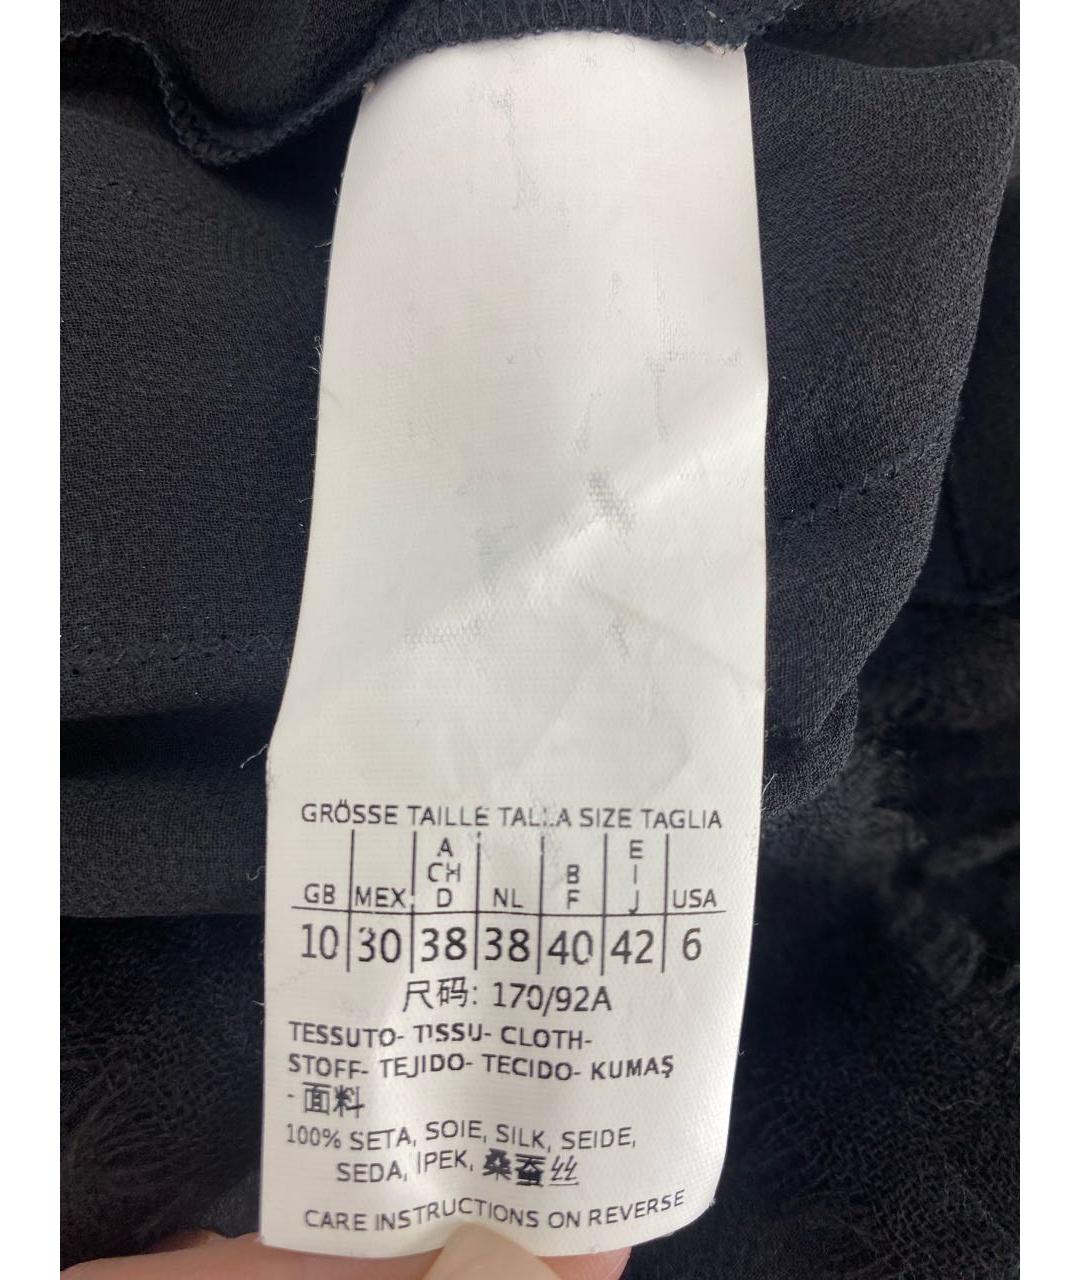 GRÖSSE TAILLE TALLA SIZE TAGLIA
GB MEX A CH D NL B F E I J USA
10 30 38 38 40 42 6
尺码: 170/92A
TESSUTO- TISSU- CLOTH-
STOFF- TEJIDO- TECIDO- KUMAŞ
- 面料
100% SETA, SOIE, SILK, SEIDE,
SEDA, IPEK, 桑蚕丝
CARE INSTRUCTIONS ON REVERSE